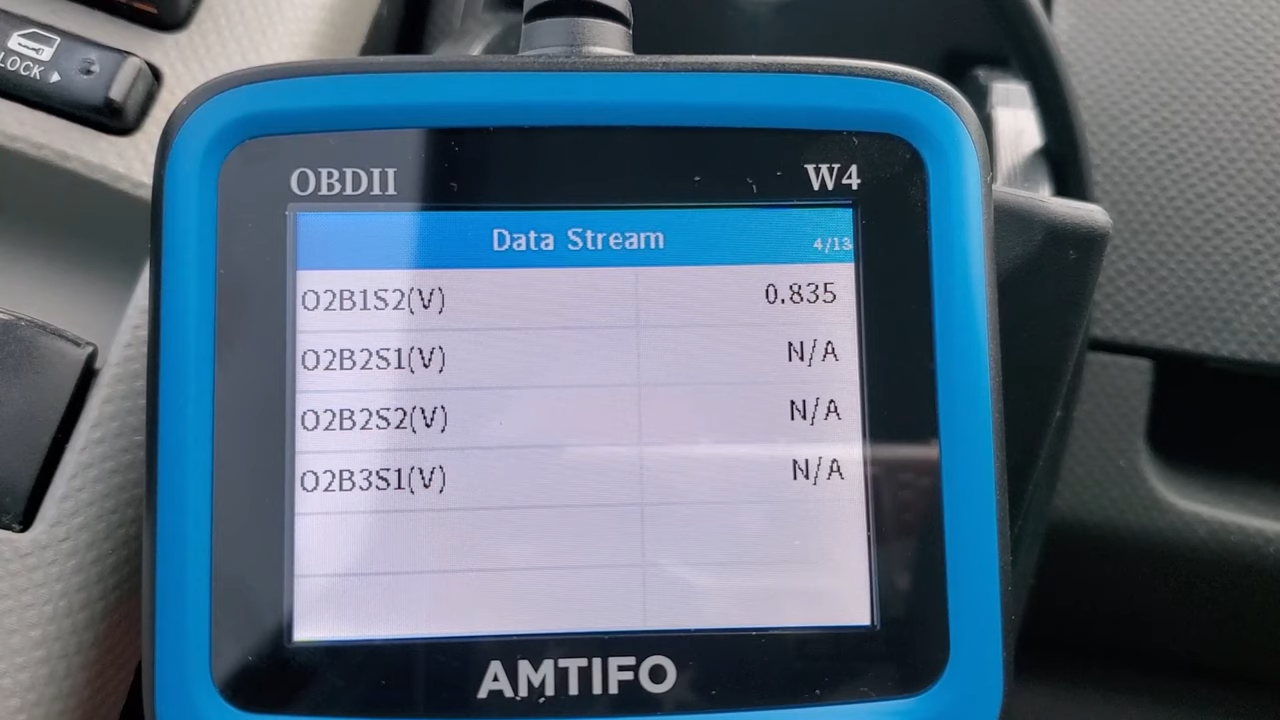 LOCK
OBDII W4
Data Stream 4/13
O2B1S2(V) 0.835
O2B2S1(V) N/A
O2B2S2(V) N/A
O2B3S1(V) N/A
AMTIFO